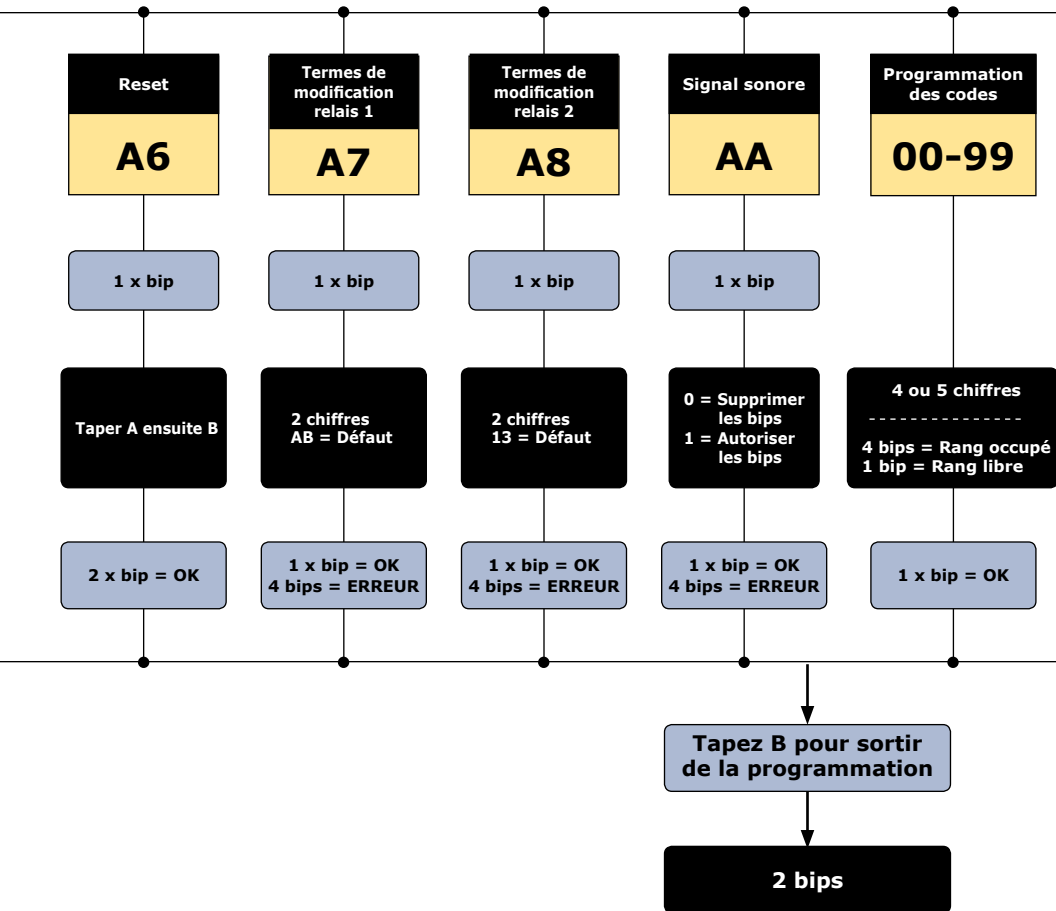 Reset
A6
1 x bip
Taper A ensuite B
2 x bip = OK
Termes de
modification
relais 1
A7
1 x bip
2 chiffres
AB = Défaut
1 x bip = OK
4 bips = ERREUR
Termes de
modification
relais 2
A8
1 x bip
2 chiffres
13 = Défaut
1 x bip = OK
4 bips = ERREUR
Signal sonore
AA
1 x bip
0 = Supprimer
les bips
1 = Autoriser
les bips
1 x bip = OK
4 bips = ERREUR
Programmation
des codes
00-99
4 ou 5 chiffres
---------------
4 bips = Rang occupé
1 bip = Rang libre
1 x bip = OK
Tapez B pour sortir
de la programmation
2 bips